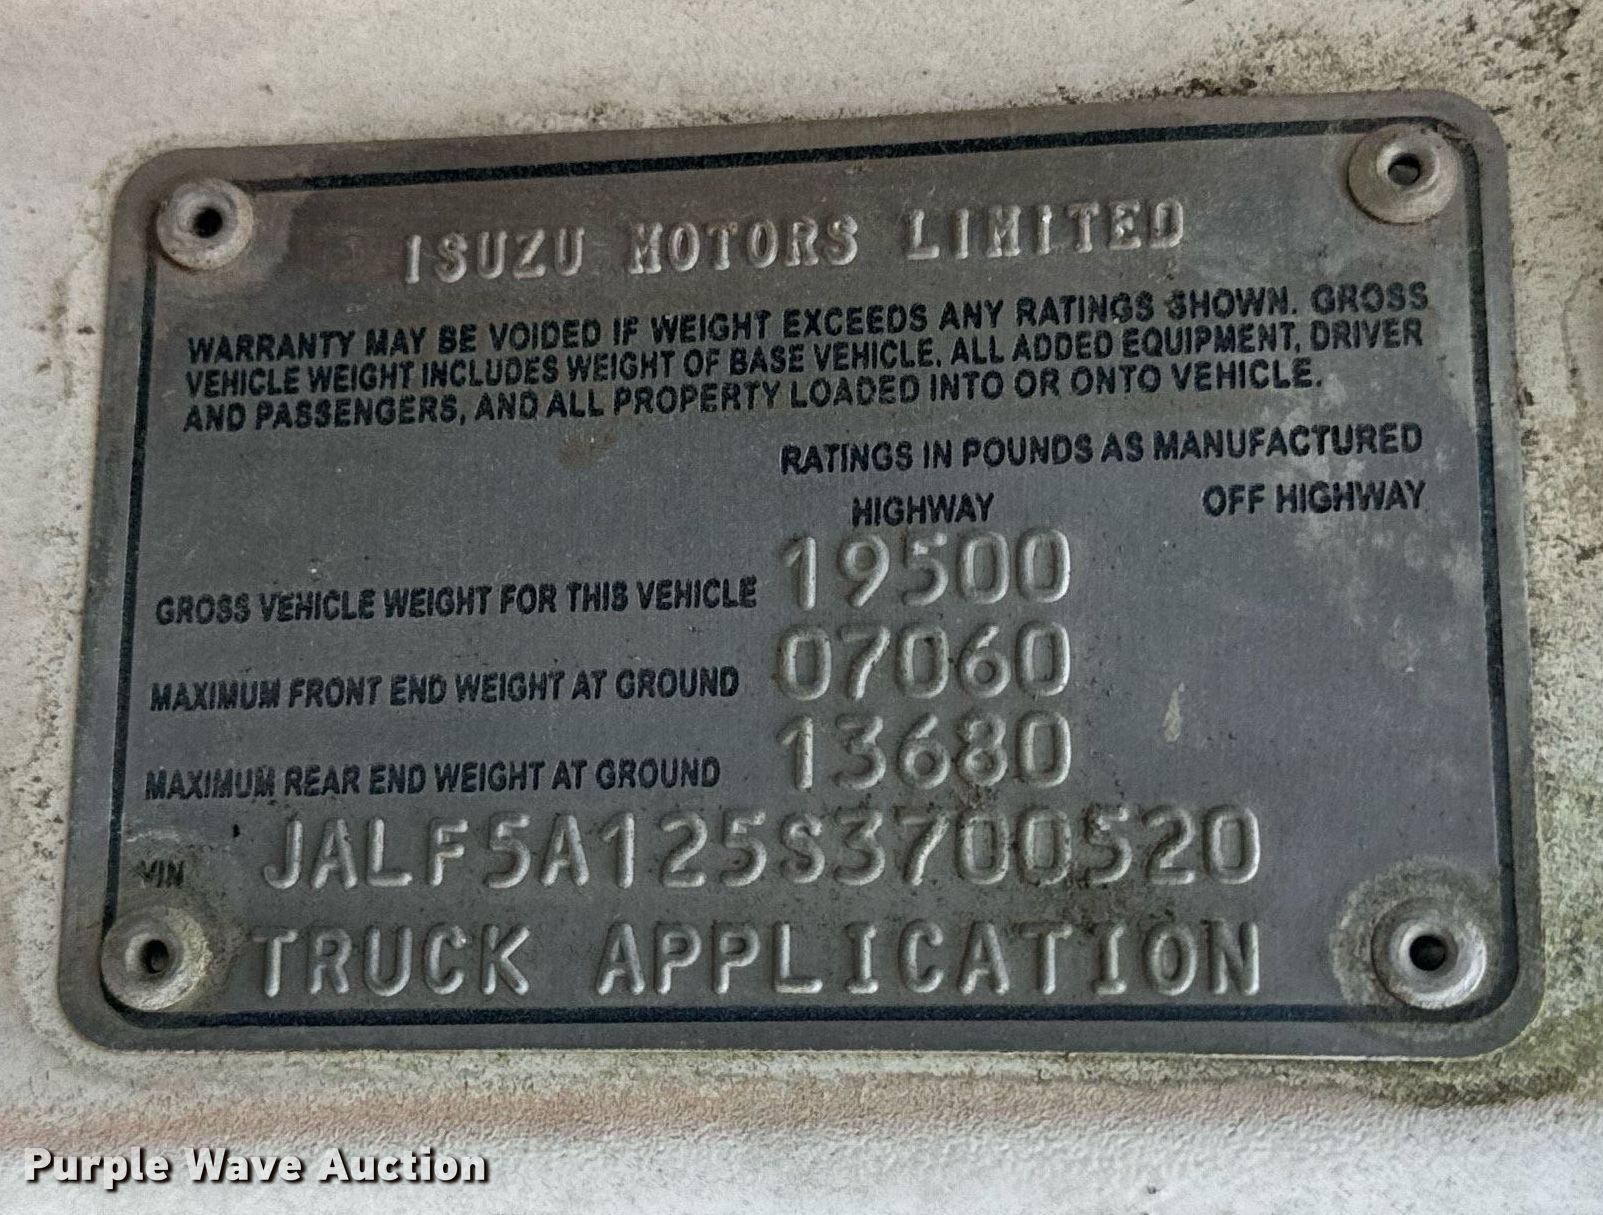 ISUZU MOTORS LIMITED
WARRANTY MAY BE VOIDED IF WEIGHT EXCEEDS ANY RATINGS SHOWN. GROSS
VEHICLE WEIGHT INCLUDES WEIGHT OF BASE VEHICLE, ALL ADDED EQUIPMENT, DRIVER
AND PASSENGERS, AND ALL PROPERTY LOADED INTO OR ONTO VEHICLE.
RATINGS IN POUNDS AS MANUFACTURED
HIGHWAY OFF HIGHWAY
GROSS VEHICLE WEIGHT FOR THIS VEHICLE 19500
MAXIMUM FRONT END WEIGHT AT GROUND 07060
MAXIMUM REAR END WEIGHT AT GROUND 13680
VIN JALF5A125S3700520
TRUCK APPLICATION
Purple Wave Auction